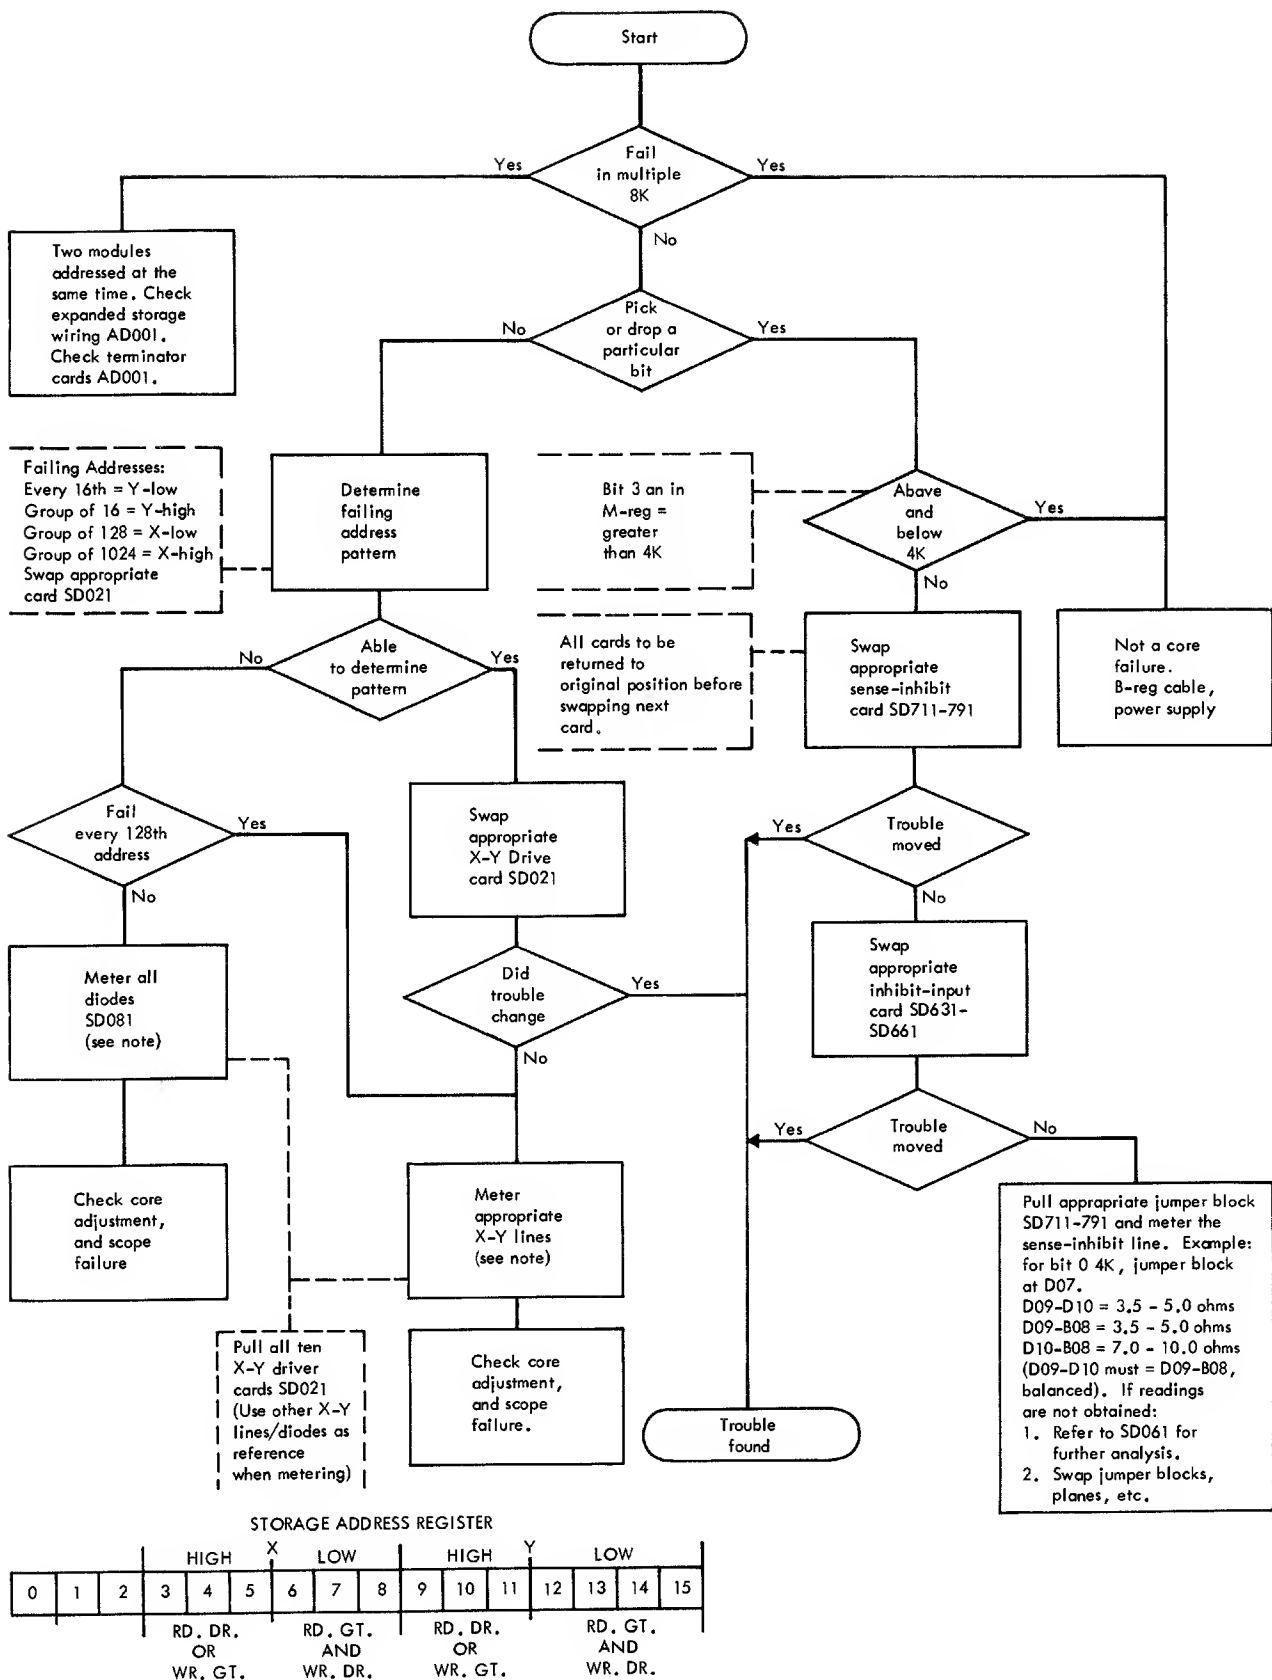 Start
Fail
in multiple
8K
Yes
Yes
No
Two modules
addressed at the
same time. Check
expanded storage
wiring AD001.
Check terminator
cards AD001.
Pick
or drop a
particular
bit
No
Yes
Failing Addresses:
Every 16th = Y-low
Group of 16 = Y-high
Group of 128 = X-low
Group of 1024 = X-high
Swap appropriate
card SD021
Determine
failing
address
pattern
Bit 3 an in
M-reg =
greater
than 4K
Abave
and
below
4K
Yes
No
Able
to determine
pattern
No
Yes
All cards to be
returned to
original position before
swapping next
card.
Swap
appropriate
sense-inhibit
card SD711-791
Not a core
failure.
B-reg cable,
power supply
Fail
every 128th
address
Yes
No
Swap
appropriate
X-Y Drive
card SD021
Trouble
moved
Yes
No
Meter all
diodes
SD081
(see note)
Did
trouble
change
Yes
No
Swap
appropriate
inhibit-input
card SD631-
SD661
Trouble
moved
Yes
No
Check core
adjustment,
and scope
failure
Meter
appropriate
X-Y lines
(see note)
Pull apprapriate jumper block
SD711-791 and meter the
sense-inhibit line. Example:
for bit 0 4K, jumper block
at D07.
D09-D10 = 3.5 - 5.0 ohms
D09-B08 = 3.5 - 5.0 ohms
D10-B08 = 7.0 - 10.0 ohms
(D09-D10 must = D09-B08,
balanced). If readings
are not obtained:
1. Refer to SD061 for
further analysis.
2. Swap jumper blocks,
planes, etc.
Pull all ten
X-Y driver
cards SD021
(Use other X-Y
lines/diodes as
reference
when metering)
Check core
adjustment,
and scope
failure.
Trouble
found
STORAGE ADDRESS REGISTER
HIGH X LOW HIGH Y LOW
0 1 2 3 4 5 6 7 8 9 10 11 12 13 14 15
RD. DR. RD. GT. RD. DR. RD. GT.
OR AND OR AND
WR. GT. WR. DR. WR. GT. WR. DR.